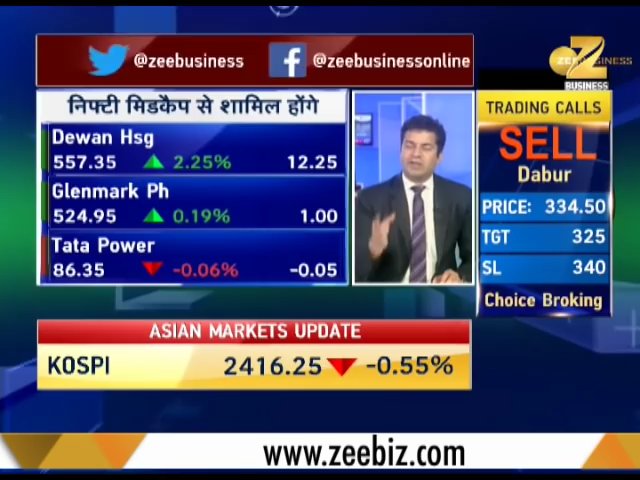 @zeebusiness
@zeebusinessonline
ZEE BUSINESS
BUSINESS
निफ्टी मिडकैप से शामिल होंगे
Dewan Hsg
557.35 2.25% 12.25
Glenmark Ph
524.95 0.19% 1.00
Tata Power
86.35 -0.06% -0.05
TRADING CALLS
SELL
Dabur
PRICE: 334.50
TGT 325
SL 340
Choice Broking
ASIAN MARKETS UPDATE
KOSPI 2416.25 -0.55%
www.zeebiz.com